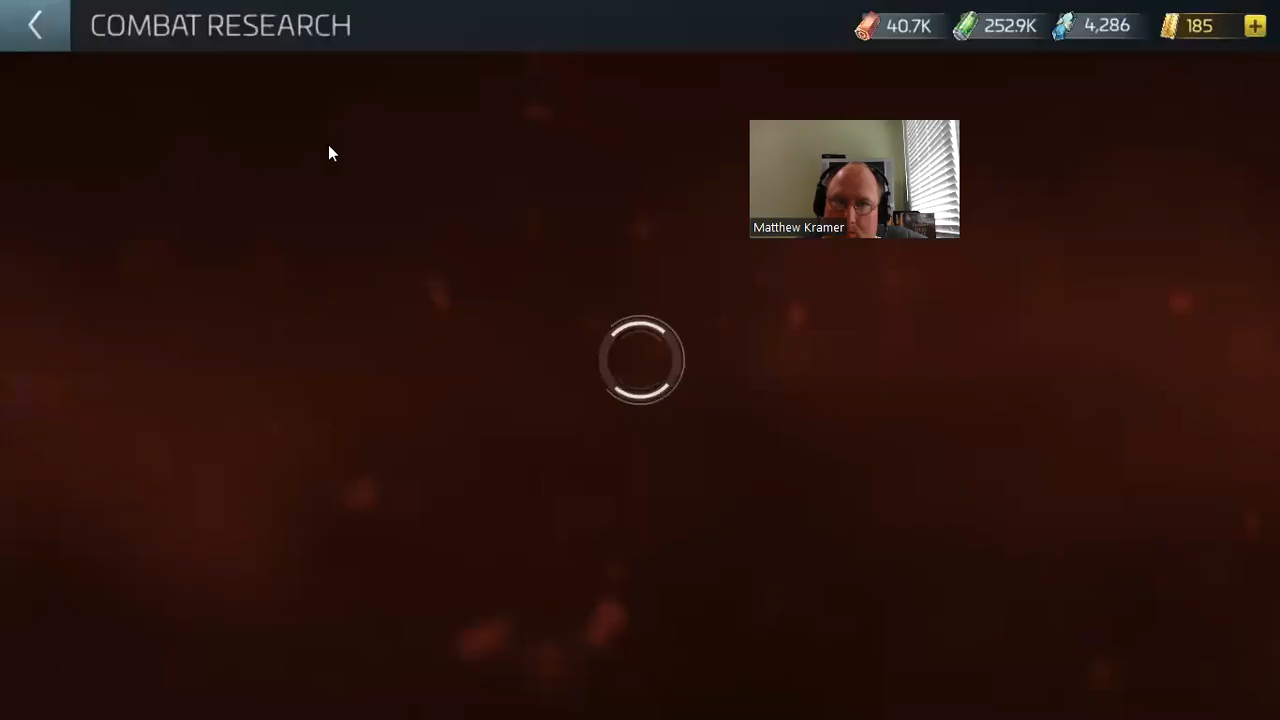 COMBAT RESEARCH
40.7K
252.9K
4,286
185
Matthew Kramer